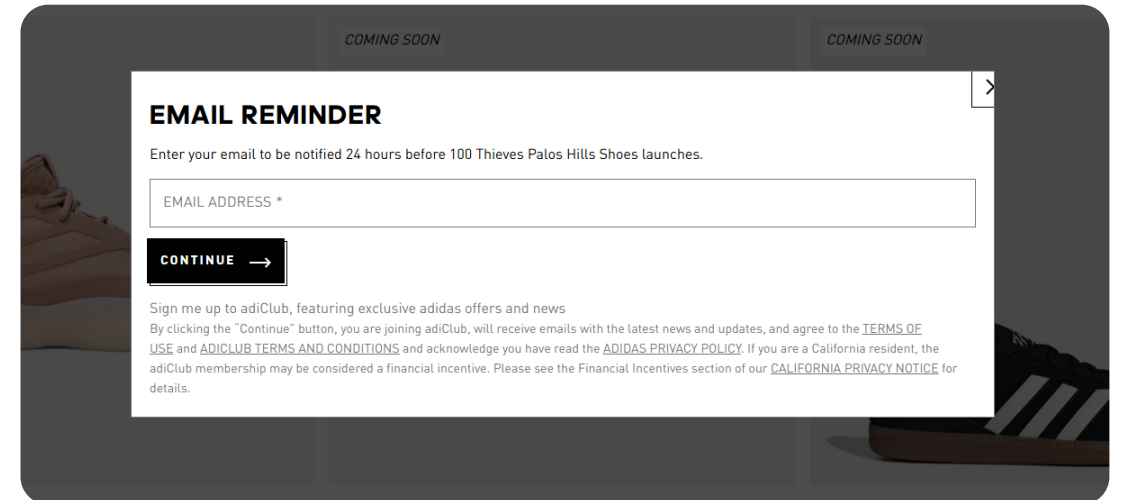 COMING SOON
COMING SOON
EMAIL REMINDER
Enter your email to be notified 24 hours before 100 Thieves Palos Hills Shoes launches.
EMAIL ADDRESS *
CONTINUE
Sign me up to adiClub, featuring exclusive adidas offers and news
By clicking the "Continue" button, you are joining adiClub, will receive emails with the latest news and updates, and agree to the TERMS OF
USE and ADICLUB TERMS AND CONDITIONS and acknowledge you have read the ADIDAS PRIVACY POLICY. If you are a California resident, the
adiClub membership may be considered a financial incentive. Please see the Financial Incentives section of our CALIFORNIA PRIVACY NOTICE for
details.